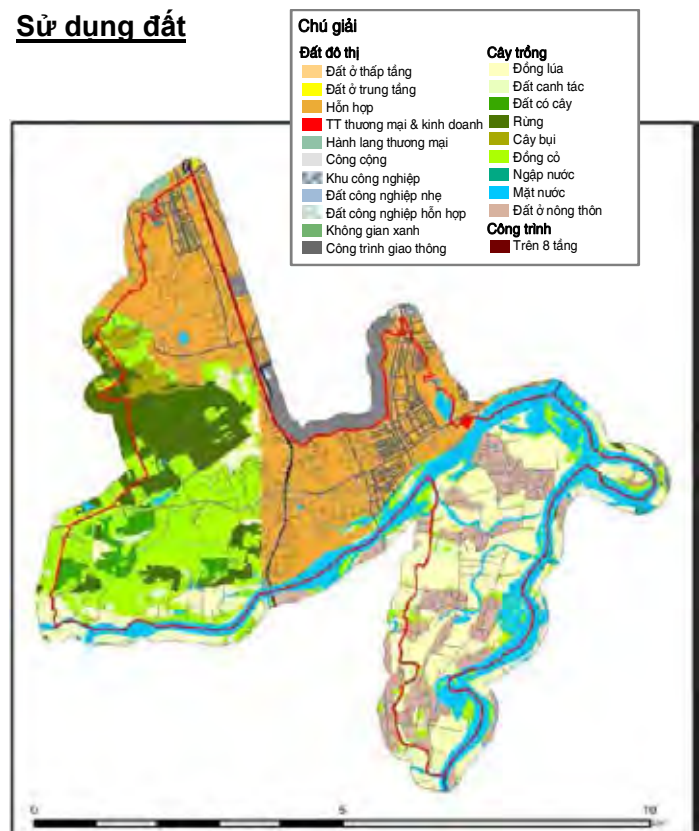 Sử dụng đất
Chú giải
Đất đô thị
Đất ở thấp tầng
Đất ở trung tầng
Hỗn hợp
TT thương mại & kinh doanh
Hành lang thương mại
Công cộng
Khu công nghiệp
Đất công nghiệp nhẹ
Đất công nghiệp hỗn hợp
Không gian xanh
Công trình giao thông
Cây trồng
Đồng lúa
Đất canh tác
Đất có cây
Rừng
Cây bụi
Đồng cỏ
Ngập nước
Mặt nước
Đất ở nông thôn
Công trình
Trên 8 tầng
0 5 10